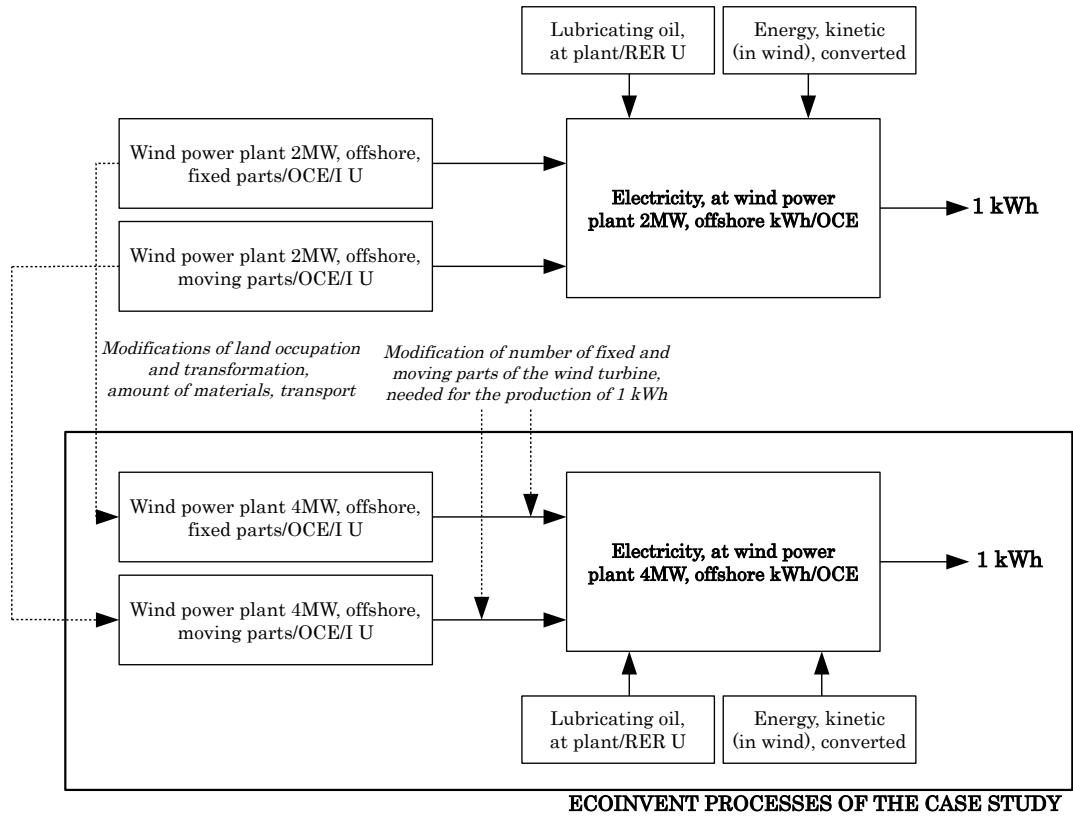 Lubricating oil,
at plant/RER U
Energy, kinetic
(in wind), converted
Wind power plant 2MW, offshore,
fixed parts/OCE/I U
Electricity, at wind power
plant 2MW, offshore kWh/OCE
1 kWh
Wind power plant 2MW, offshore,
moving parts/OCE/I U
Modifications of land occupation
and transformation,
amount of materials, transport
Modification of number of fixed and
moving parts of the wind turbine,
needed for the production of 1 kWh
Wind power plant 4MW, offshore,
fixed parts/OCE/I U
Electricity, at wind power
plant 4MW, offshore kWh/OCE
1 kWh
Wind power plant 4MW, offshore,
moving parts/OCE/I U
Lubricating oil,
at plant/RER U
Energy, kinetic
(in wind), converted
ECOINVENT PROCESSES OF THE CASE STUDY